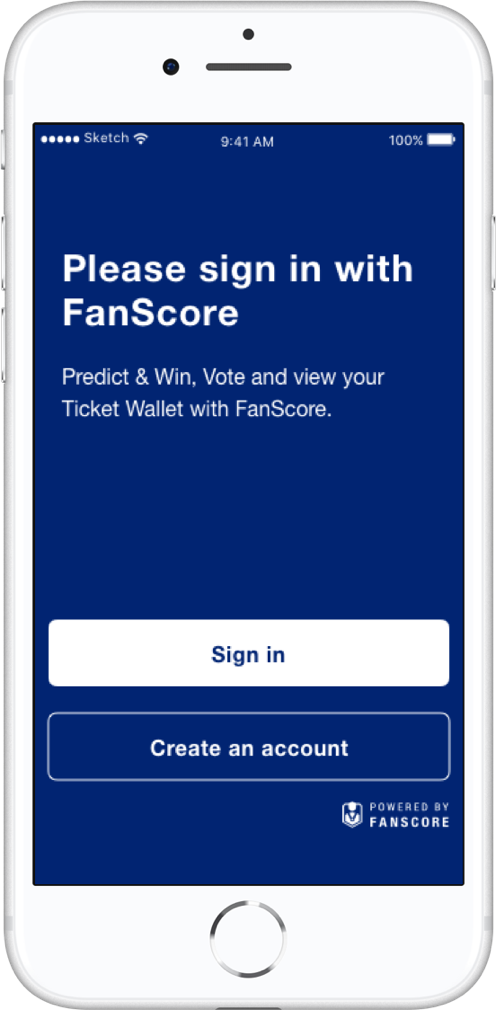 Sketch 9:41 AM 100%
Please sign in with
FanScore
Predict & Win, Vote and view your
Ticket Wallet with FanScore.
Sign in
Create an account
POWERED BY
FANSCORE